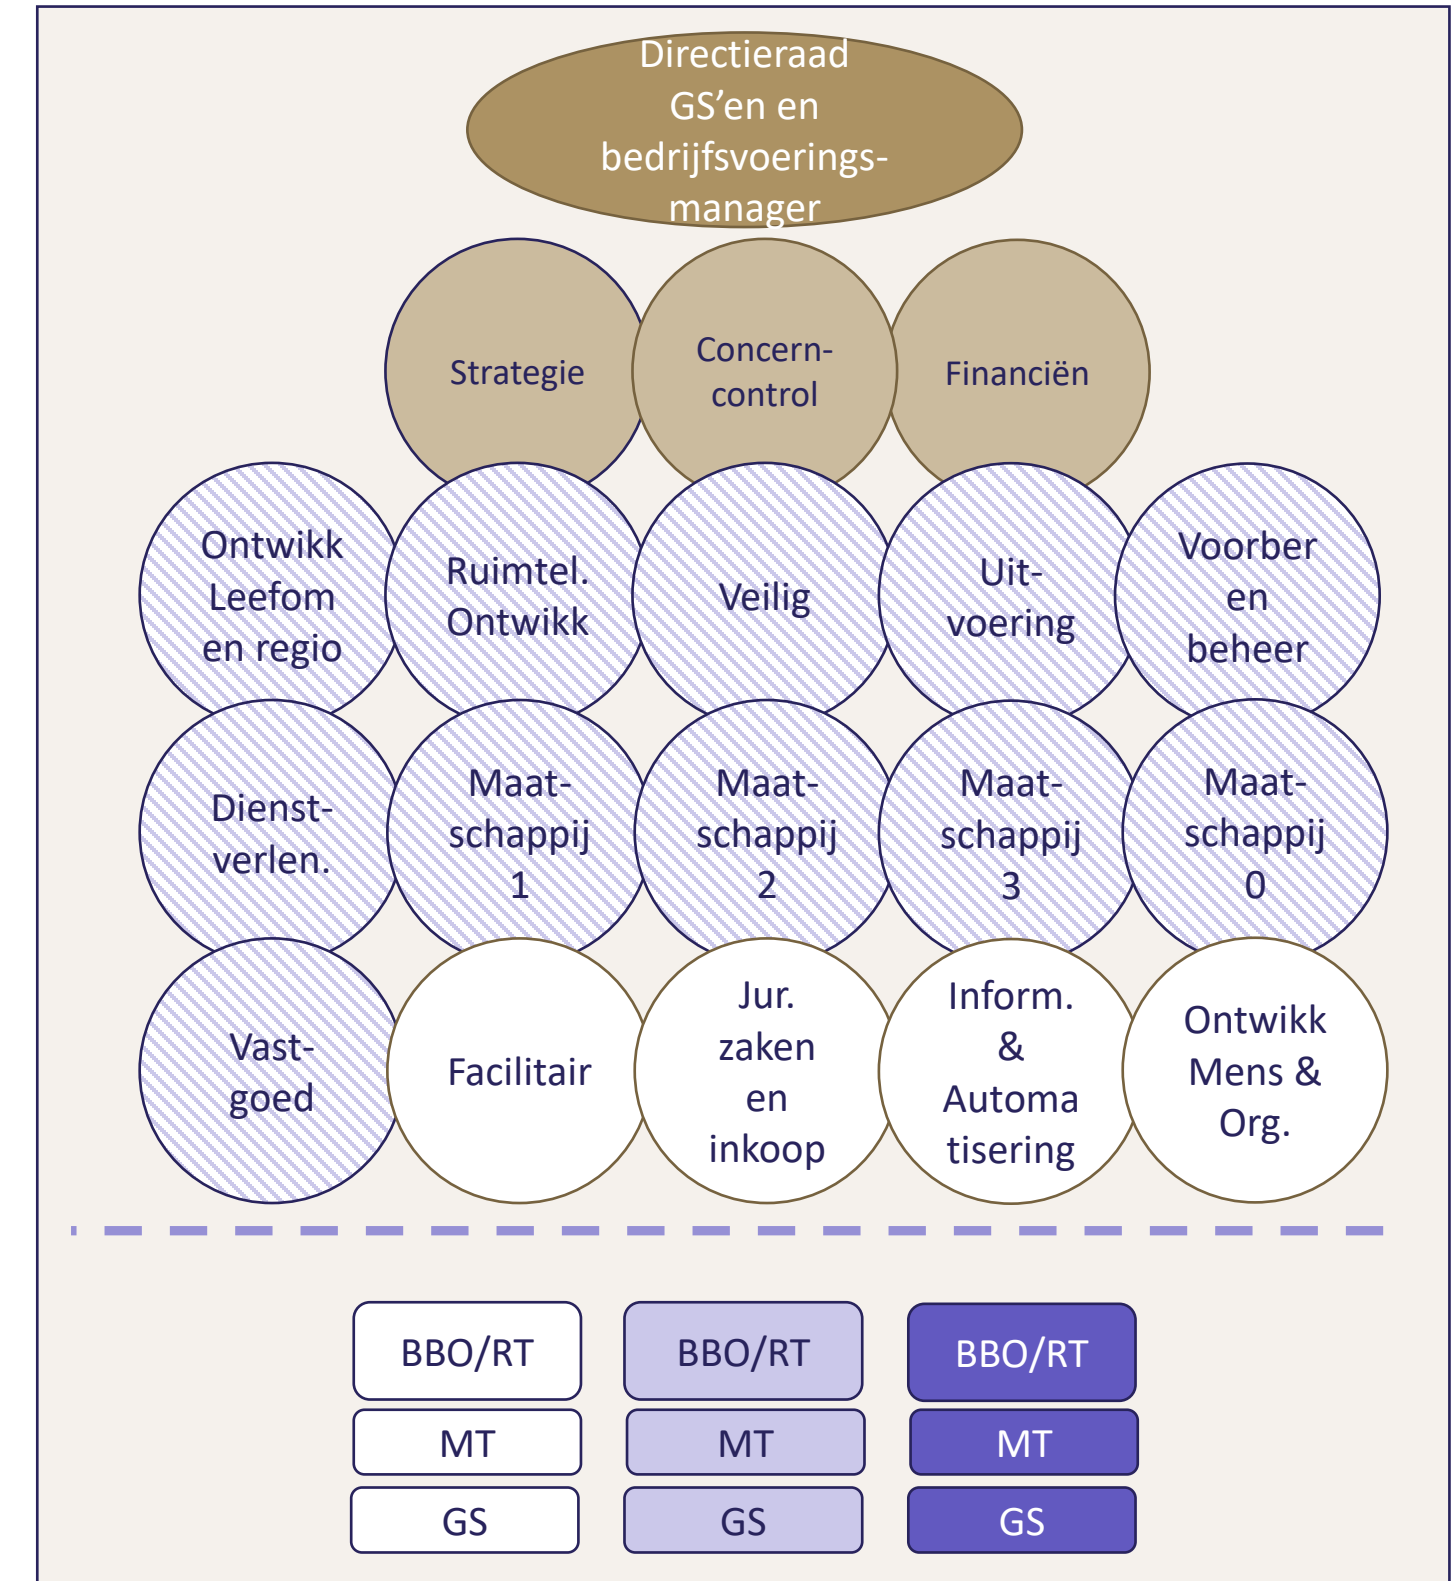 Directieraad
GS’en en
bedrijfsvoerings-
manager
Strategie
Concern-
control
Financiën
Ontwikk
Leefom
en regio
Ruimtel.
Ontwikk
Veilig
Uit-
voering
Voorber
en
beheer
Dienst-
verlen.
Maat-
schappij
1
Maat-
schappij
2
Maat-
schappij
3
Maat-
schappij
0
Vast-
goed
Facilitair
Jur.
zaken
en
inkoop
Inform.
&
Automa
tisering
Ontwikk
Mens &
Org.
BBO/RT
BBO/RT
BBO/RT
MT
MT
MT
GS
GS
GS